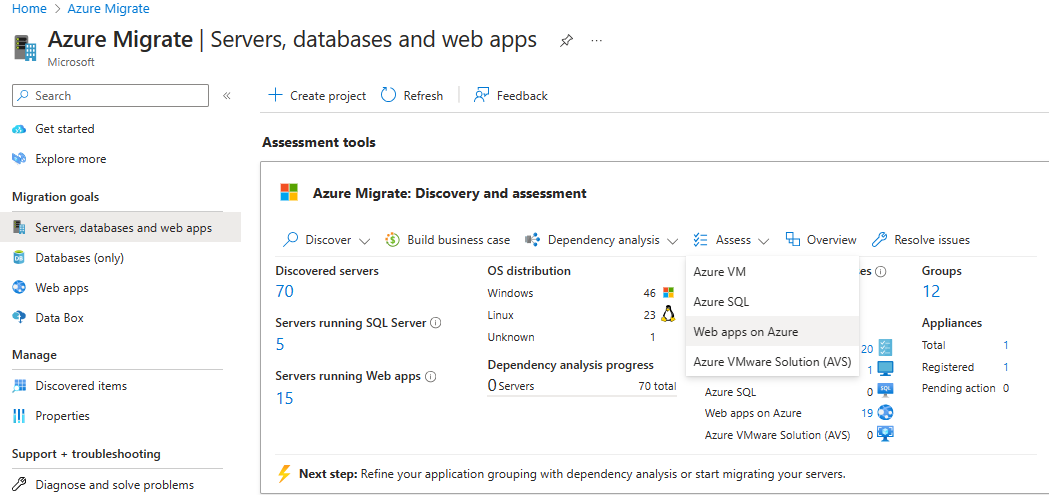 Home > Azure Migrate
Azure Migrate | Servers, databases and web apps
Microsoft
Search
Get started
Explore more
Migration goals
Servers, databases and web apps
Databases (only)
Web apps
Data Box
Manage
Discovered items
Properties
Support + troubleshooting
Diagnose and solve problems
Create project Refresh Feedback
Assessment tools
Azure Migrate: Discovery and assessment
Discover Build business case Dependency analysis Assess Overview Resolve issues
Discovered servers
70
Servers running SQL Server
5
Servers running Web apps
15
OS distribution
Windows 46
Linux 23
Unknown 1
Dependency analysis progress
0 Servers 70 total
Azure VM
Azure SQL
Web apps on Azure
Azure VMware Solution (AVS)
20
1
Azure SQL 0
Web apps on Azure 19
Azure VMware Solution (AVS) 0
Groups
12
Appliances
Total 1
Registered 1
Pending action 0
Next step: Refine your application grouping with dependency analysis or start migrating your servers.